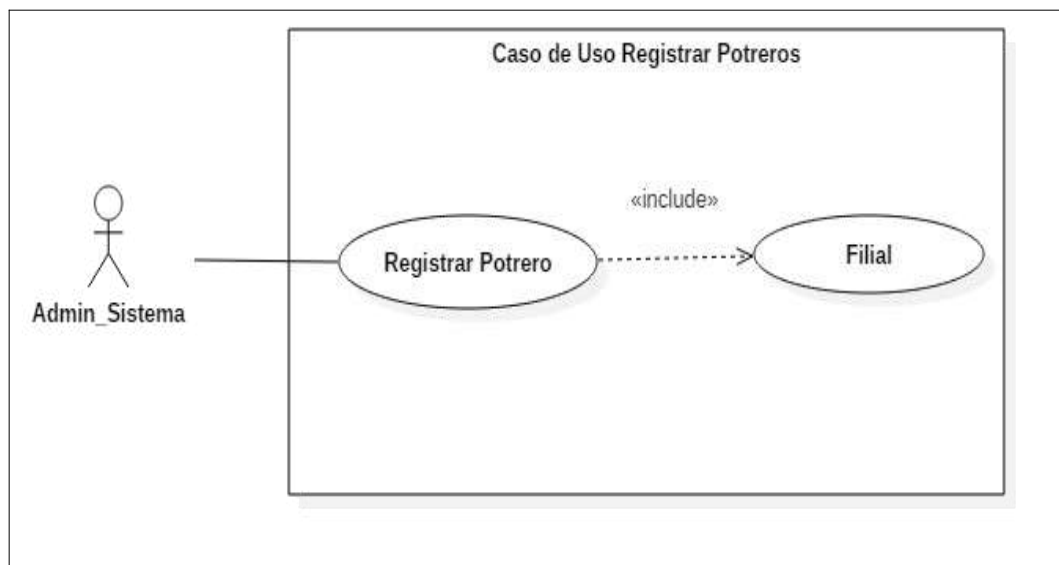 Caso de Uso Registrar Potreros
«include»
Registrar Potrero
Filial
Admin_Sistema